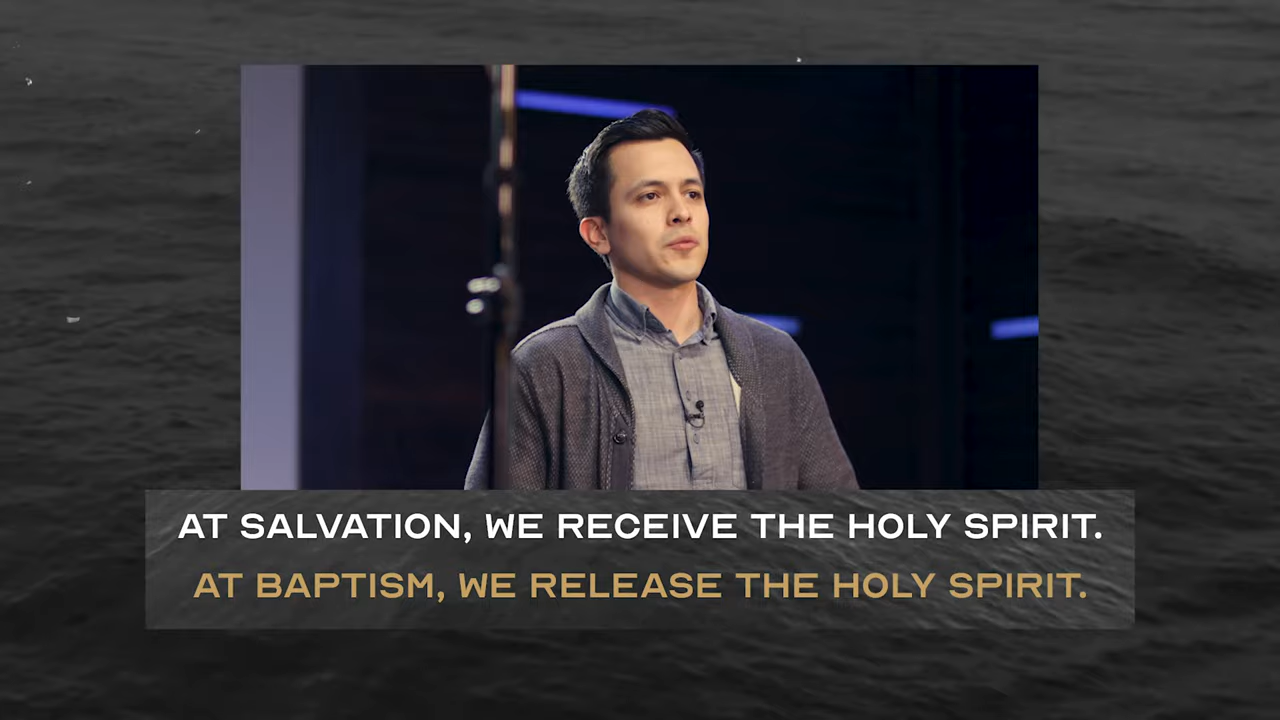 AT SALVATION, WE RECEIVE THE HOLY SPIRIT.
AT BAPTISM, WE RELEASE THE HOLY SPIRIT.